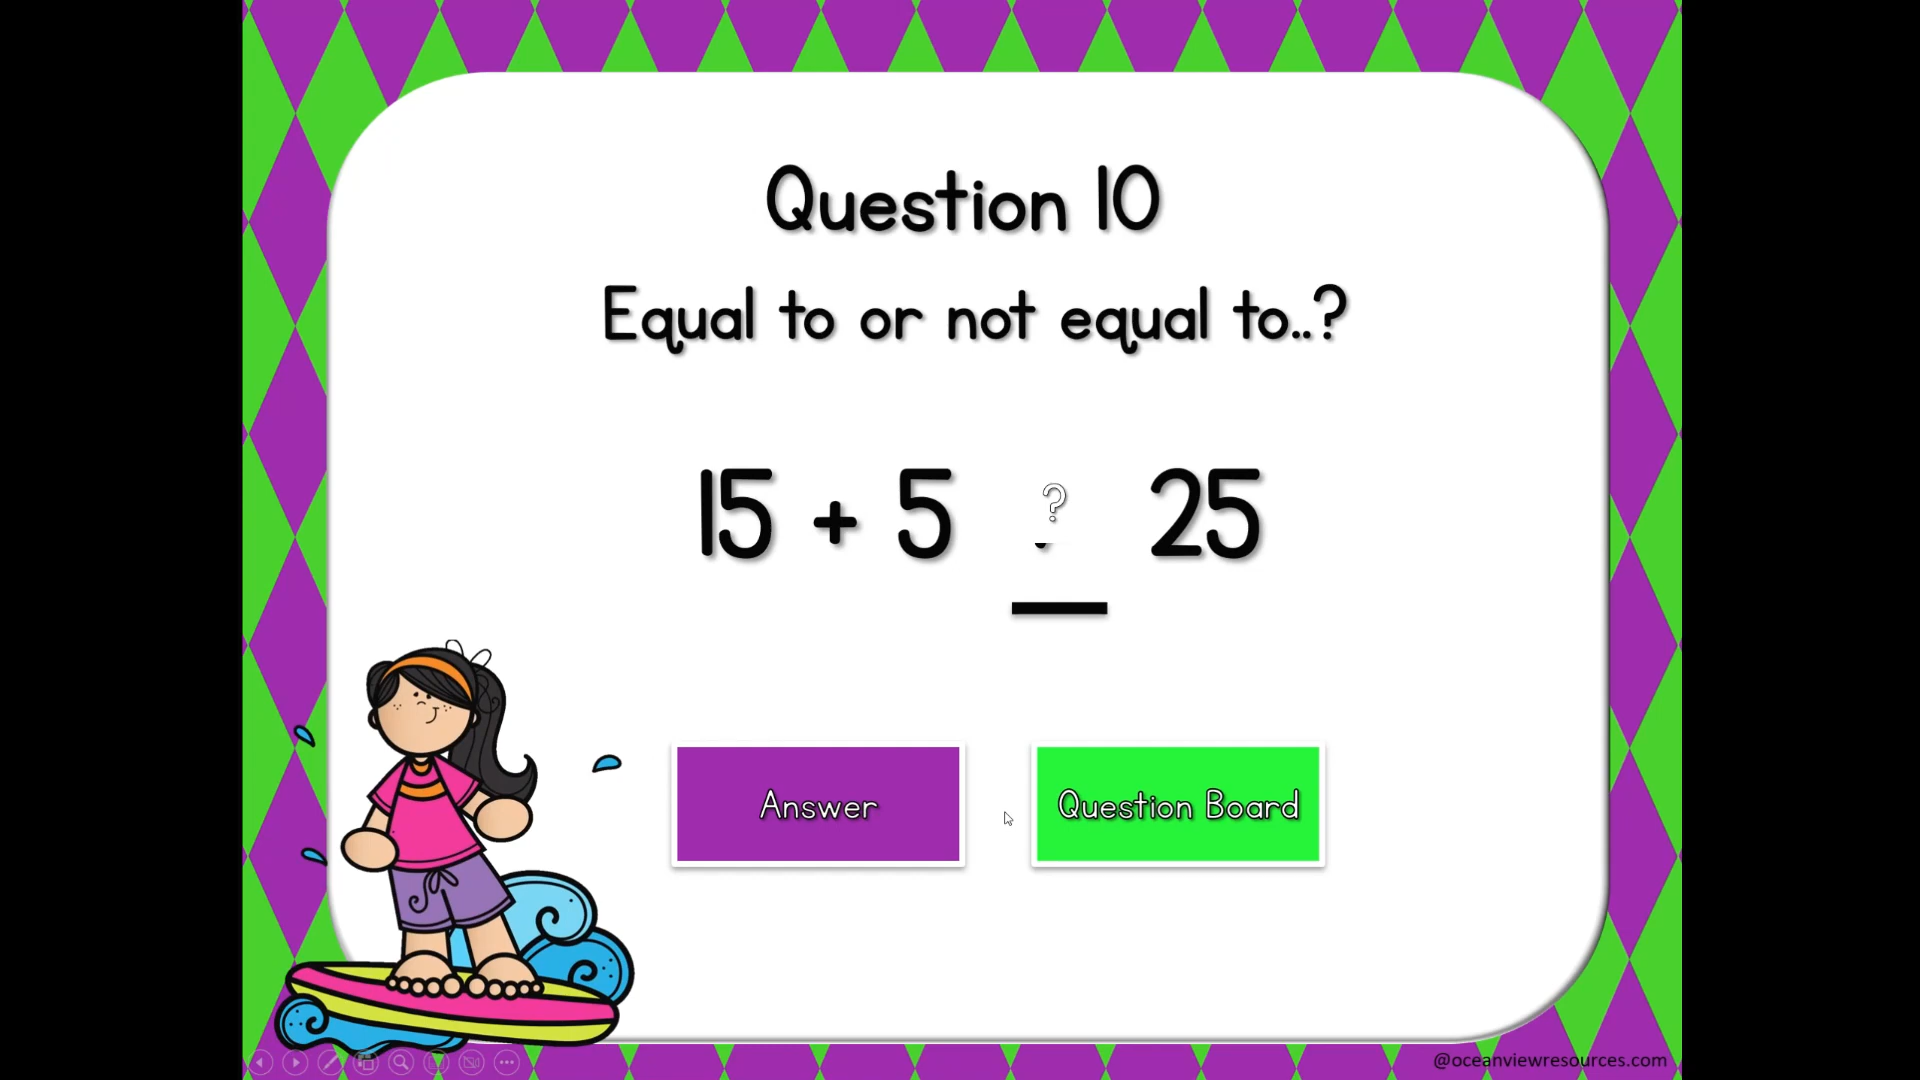 Question 10
Equal to or not equal to..?
15 + 5 ? 25
Answer
Question Board
@oceanviewresources.com